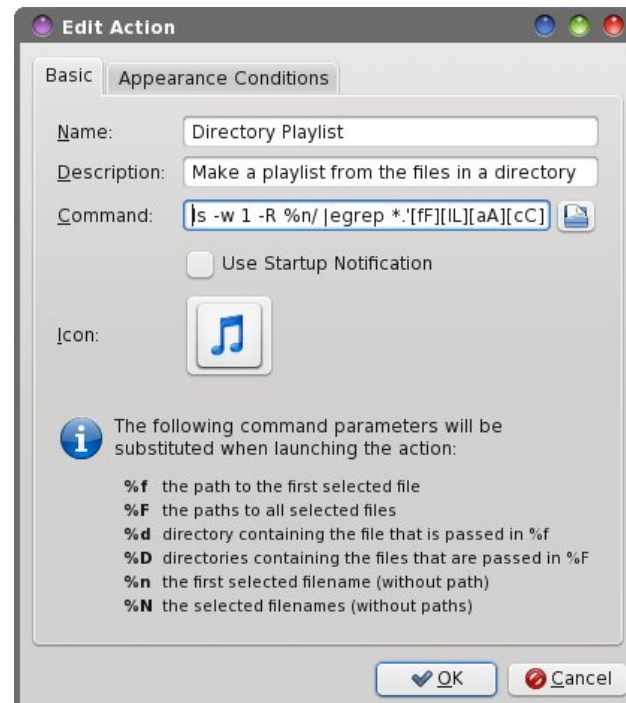 Edit Action
Basic Appearance Conditions
Name: Directory Playlist
Description: Make a playlist from the files in a directory
Command: ls -w 1 -R %n/ |egrep *.'[fF][lL][aA][cC]
Use Startup Notification
Icon:
The following command parameters will be
substituted when launching the action:
%f the path to the first selected file
%F the paths to all selected files
%d directory containing the file that is passed in %f
%D directories containing the files that are passed in %F
%n the first selected filename (without path)
%N the selected filenames (without paths)
OK Cancel